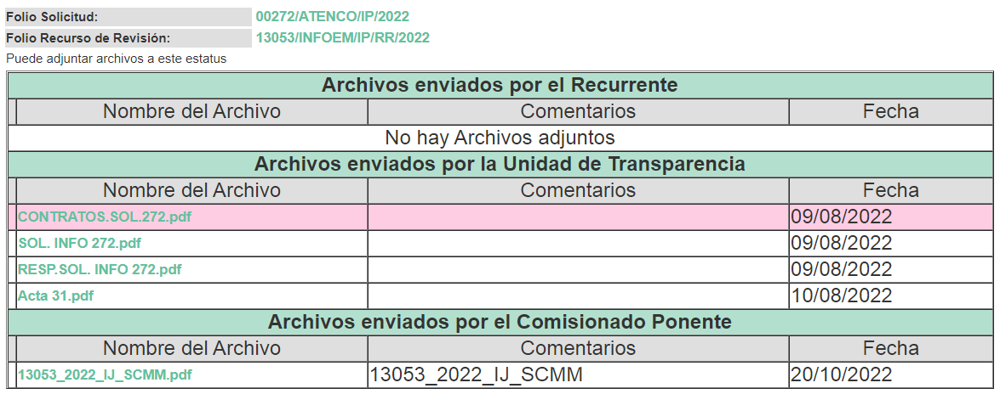 Folio Solicitud: 00272/ATENCO/IP/2022
Folio Recurso de Revisión: 13053/INFOEM/IP/RR/2022
Puede adjuntar archivos a este estatus
Archivos enviados por el Recurrente
Nombre del Archivo Comentarios Fecha
No hay Archivos adjuntos
Archivos enviados por la Unidad de Transparencia
Nombre del Archivo Comentarios Fecha
CONTRATOS.SOL.272.pdf 09/08/2022
SOL. INFO 272.pdf 09/08/2022
RESP.SOL. INFO 272.pdf 09/08/2022
Acta 31.pdf 10/08/2022
Archivos enviados por el Comisionado Ponente
Nombre del Archivo Comentarios Fecha
13053_2022_IJ_SCMM.pdf 13053_2022_IJ_SCMM 20/10/2022